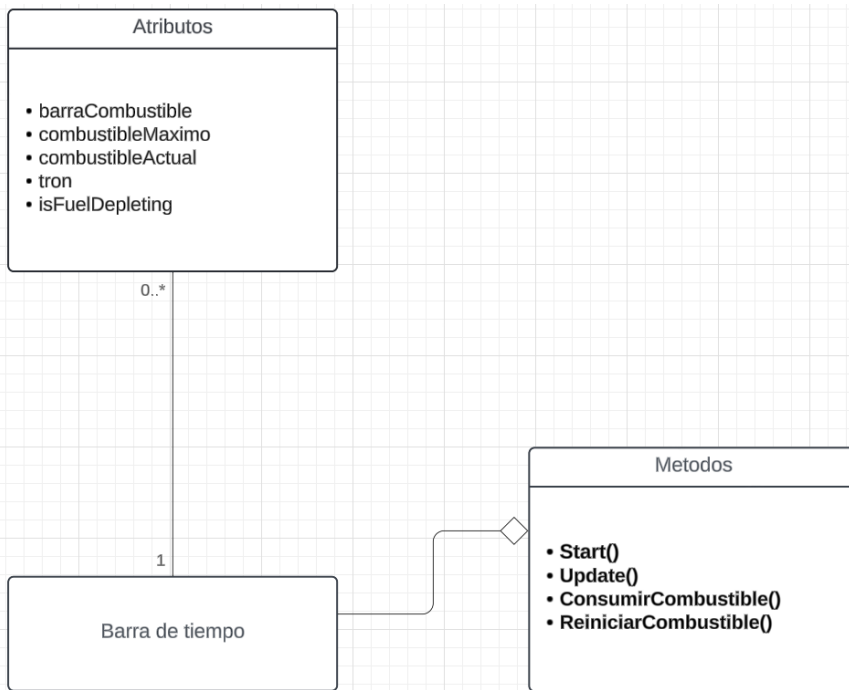 Atributos
• barraCombustible
• combustibleMaximo
• combustibleActual
• tron
• isFuelDepleting
0..*
1
Barra de tiempo
Metodos
• Start()
• Update()
• ConsumirCombustible()
• ReiniciarCombustible()